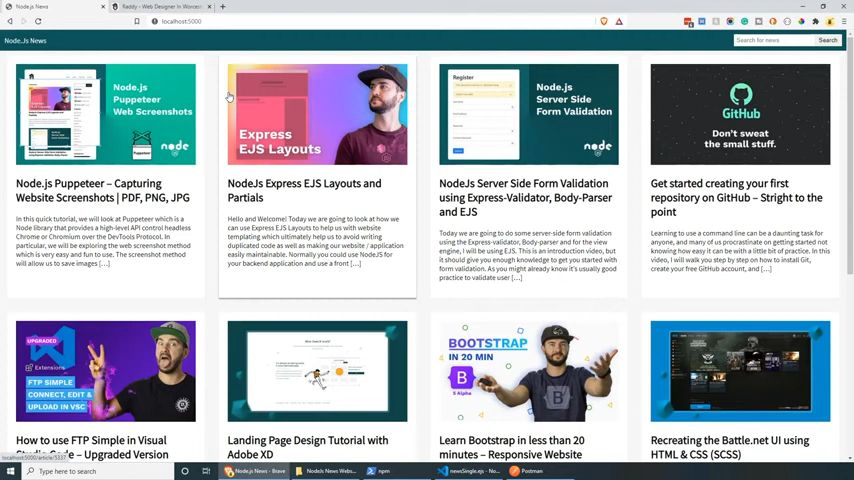 Node.js News
Raddy - Web Designer In Worces
localhost:5000
Node.Js News
Search for news
Search
Node.js
Puppeteer
Web Screenshots
Puppeteer
node
Express
EJS Layouts
Register
Node.js
Server Side
Form Validation
node
GitHub
Don't sweat
the small stuff.
Node.js Puppeteer – Capturing
Website Screenshots | PDF, PNG, JPG
In this quick tutorial, we will look at Puppeteer which is a
Node library that provides a high-level API control headless
Chrome or Chromium over the DevTools Protocol. In
particular, we will be exploring the web screenshot method
which is very easy and fun to use. The screenshot method
will allow us to save images […]
NodeJs Express EJS Layouts and
Partials
Hello and Welcome! Today we are going to look at how we
can use Express EJS Layouts to help us with website
templating which ultimately help us to avoid writing
duplicated code as well as making our website / application
easily maintainable. Normally you could use NodeJS for
your backend application and use a front […]
NodeJs Server Side Form Validation
using Express-Validator, Body-Parser
and EJS
Today we are going to do some server-side form validation
using the Express-validator, Body-parser and for the view
engine, I will be using EJS. This is an introduction video, but
it should give you enough knowledge to get you started with
form validation. As you might already know it's usually good
practice to validate user […]
Get started creating your first
repository on GitHub – Stright to the
point
Learning to use a command line can be a daunting task for
anyone, and many of us procrastinate on getting started not
knowing how easy it can be with a little bit of practice. In this
video, I will walk you step by step on how to install Git,
create your free GitHub account, and […]
UPGRADED
Extensions
FTP SIMPLE
CONNECT, EDIT &
UPLOAD IN VSC
BOOTSTRAP
IN 20 MIN
B
5 Alpha
How to use FTP Simple in Visual
Studio Code – Upgraded Version
Landing Page Design Tutorial with
Adobe XD
Learn Bootstrap in less than 20
minutes – Responsive Website
Recreating the Battle.net UI using
HTML & CSS (SCSS)
localhost:5000/article/5337
Type here to search
Node.js News - Brave
NodeJs News Webs...
npm
newsSingle.ejs - No...
Postman